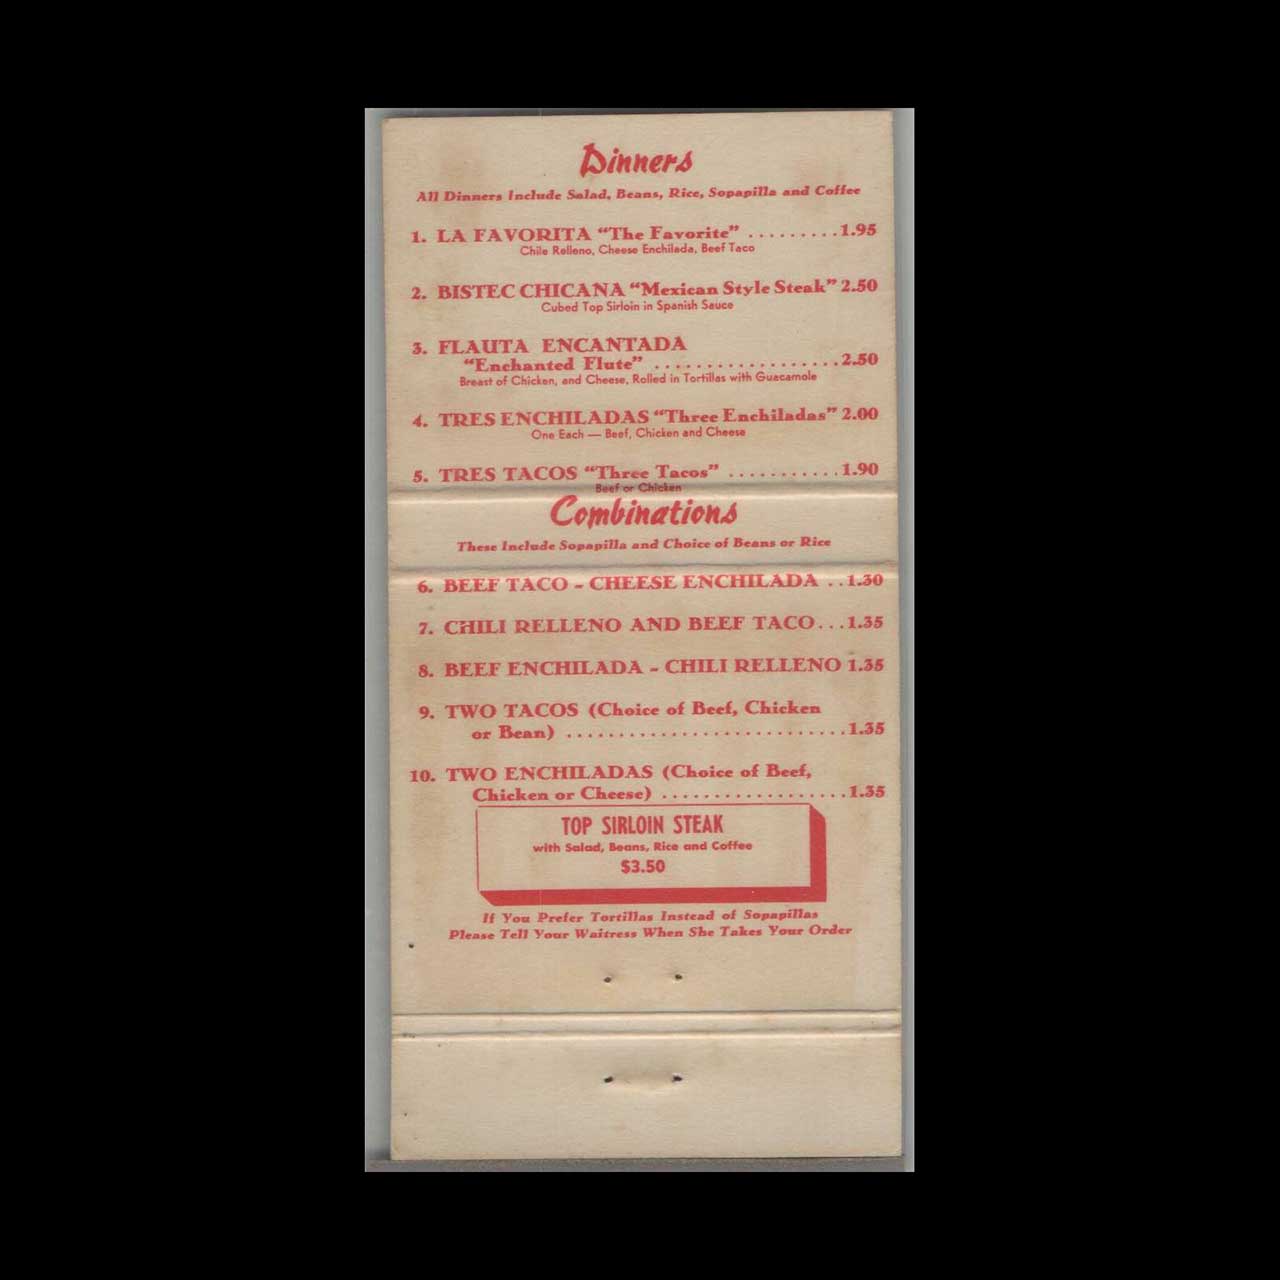 Dinners
All Dinners Include Salad, Beans, Rice, Sopapilla and Coffee
1. LA FAVORITA “The Favorite” .........1.95
Chile Relleno, Cheese Enchilada, Beef Taco
2. BISTEC CHICANA “Mexican Style Steak” 2.50
Cubed Top Sirloin in Spanish Sauce
3. FLAUTA ENCANTADA
“Enchanted Flute” ..................2.50
Breast of Chicken, and Cheese, Rolled in Tortillas with Guacamole
4. TRES ENCHILADAS “Three Enchiladas” 2.00
One Each — Beef, Chicken and Cheese
5. TRES TACOS “Three Tacos” ...........1.90
Beef or Chicken
Combinations
These Include Sopapilla and Choice of Beans or Rice
6. BEEF TACO - CHEESE ENCHILADA ..1.30
7. CHILI RELLENO AND BEEF TACO...1.35
8. BEEF ENCHILADA - CHILI RELLENO 1.35
9. TWO TACOS (Choice of Beef, Chicken
or Bean) ...........................1.35
10. TWO ENCHILADAS (Choice of Beef,
Chicken or Cheese) ..................1.35
TOP SIRLOIN STEAK
with Salad, Beans, Rice and Coffee
$3.50
If You Prefer Tortillas Instead of Sopapillas
Please Tell Your Waitress When She Takes Your Order